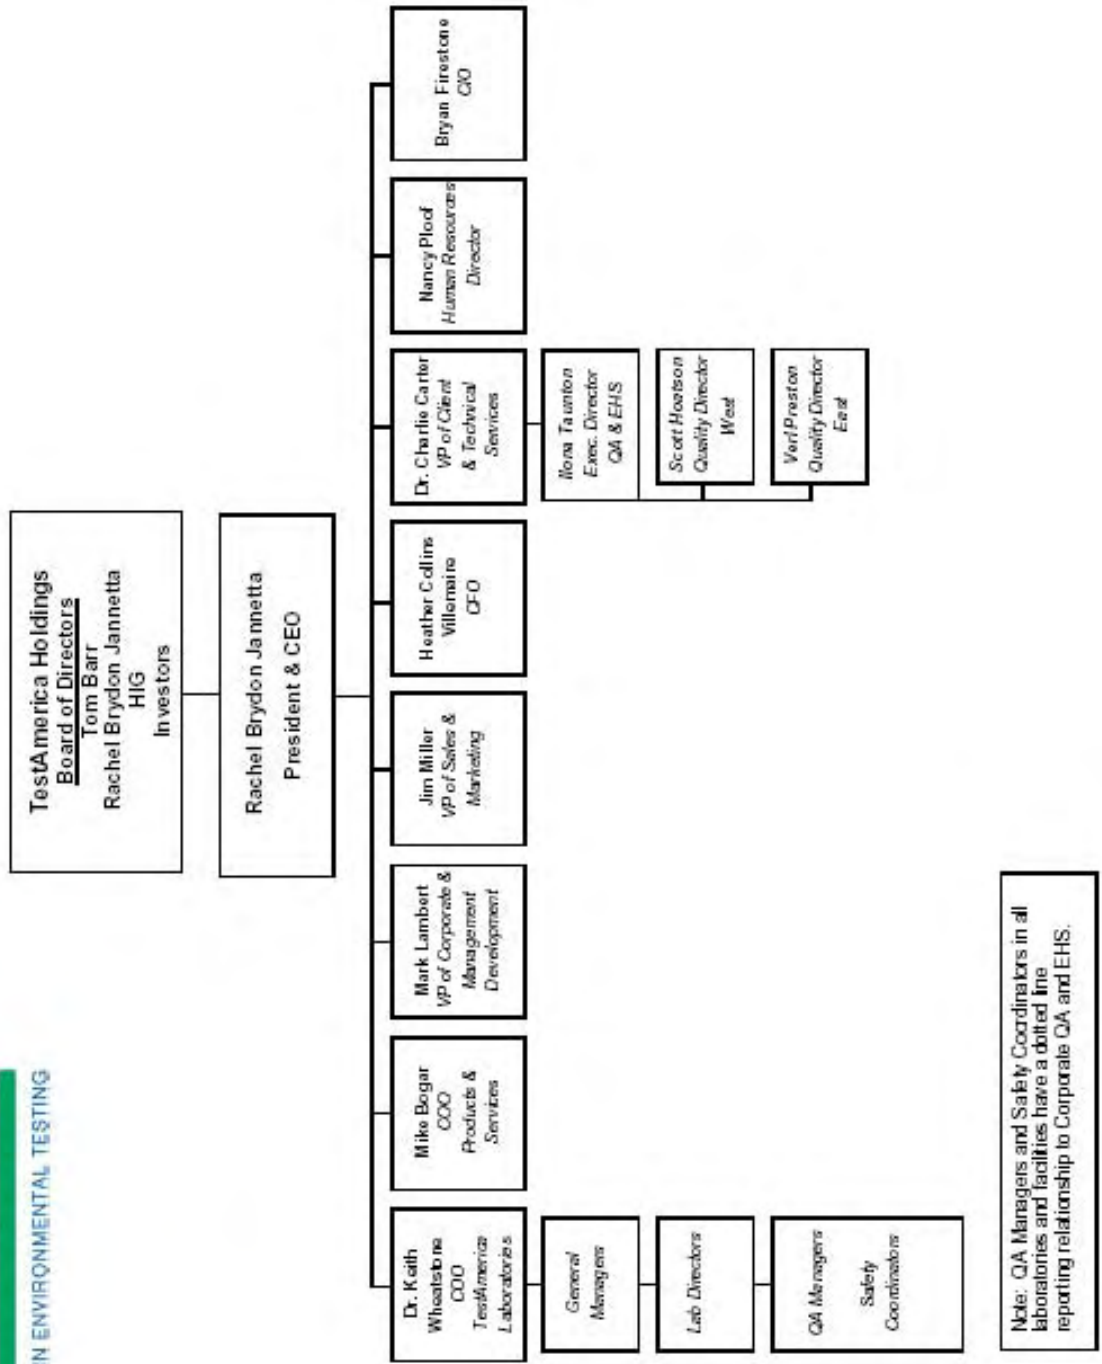 IN ENVIRONMENTAL TESTING
TestAmerica Holdings
Board of Directors
Tom Barr
Rachel Brydon Jannetta
HIG
Investors
Rachel Brydon Jannetta
President & CEO
Dr. Keith
Wheatstone
COO
TestAmerica
Laboratories
Mike Bogar
COO
Products &
Services
Mark Lambert
VP of Corporate &
Management
Development
Jim Miller
VP of Sales &
Marketing
Heather Collins
Villemaire
CFO
Dr. Charlie Carter
VP of Client
& Technical
Services
Nancy Ploof
Human Resources
Director
Bryan Firestone
CIO
General
Managers
Lab Directors
QA Managers
Safety
Coordinators
Ilona Taunton
Exec. Director
QA & EHS
Scott Hoatson
Quality Director
West
Verl Preston
Quality Director
East
Note: QA Managers and Safety Coordinators in all
laboratories and facilities have a dotted line
reporting relationship to Corporate QA and EHS.